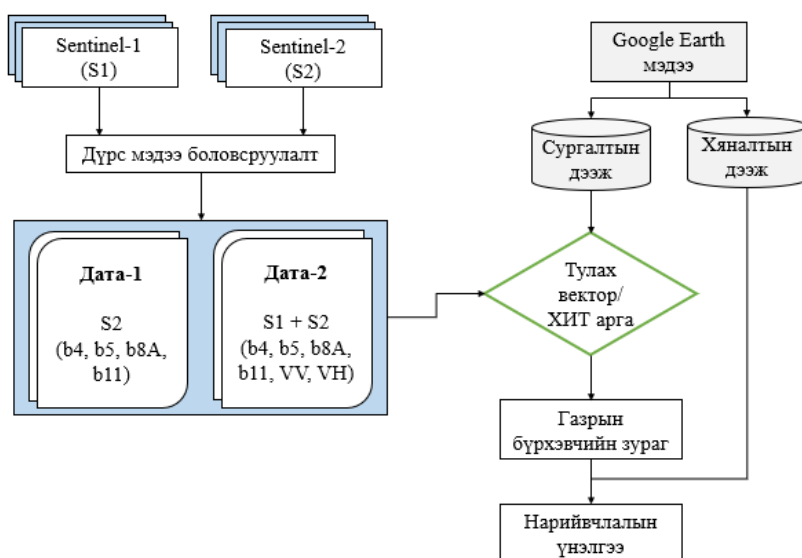 Sentinel-1
(S1)
Sentinel-2
(S2)
Дүрс мэдээ боловсруулалт
Дата-1
S2
(b4, b5, b8A,
b11)
Дата-2
S1 + S2
(b4, b5, b8A,
b11, VV, VH)
Google Earth
мэдээ
Сургалтын
дээж
Хяналтын
дээж
Тулах
вектор/
ХИТ арга
Газрын
бүрхэвчийн зураг
Нарийвчлалын
үнэлгээ